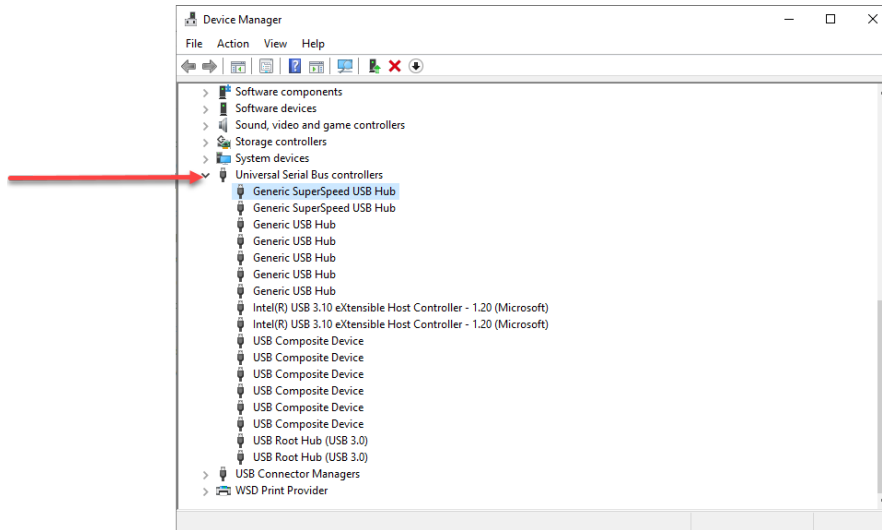 Device Manager
File Action View Help
Software components
Software devices
Sound, video and game controllers
Storage controllers
System devices
Universal Serial Bus controllers
Generic SuperSpeed USB Hub
Generic SuperSpeed USB Hub
Generic USB Hub
Generic USB Hub
Generic USB Hub
Generic USB Hub
Generic USB Hub
Intel(R) USB 3.10 eXtensible Host Controller - 1.20 (Microsoft)
Intel(R) USB 3.10 eXtensible Host Controller - 1.20 (Microsoft)
USB Composite Device
USB Composite Device
USB Composite Device
USB Composite Device
USB Composite Device
USB Composite Device
USB Root Hub (USB 3.0)
USB Root Hub (USB 3.0)
USB Connector Managers
WSD Print Provider